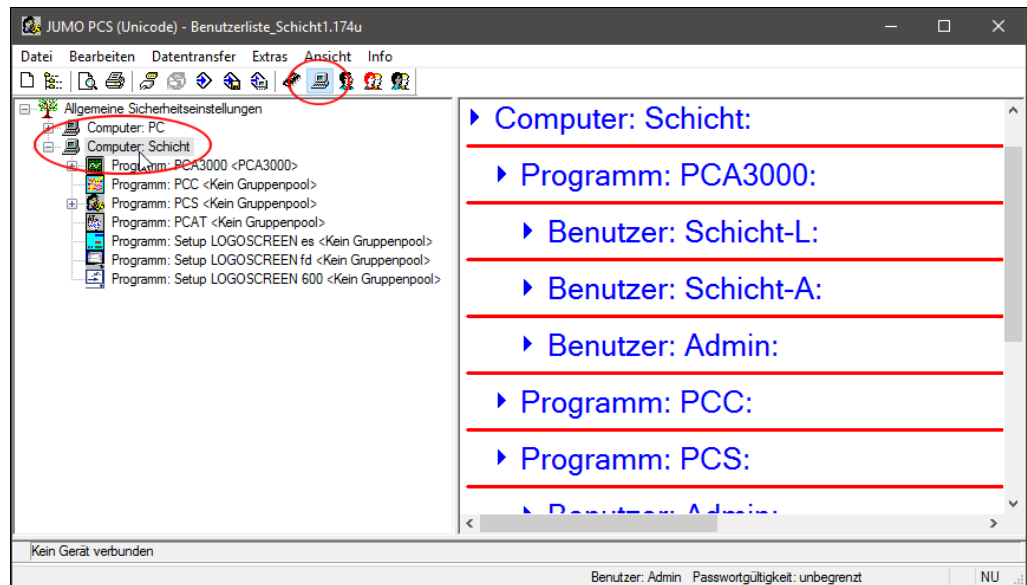 JUMO PCS (Unicode) - Benutzerliste_Schicht1.174u
Datei Bearbeiten Datentransfer Extras Ansicht Info
Allgemeine Sicherheitseinstellungen
Computer: PC
Computer: Schicht
Programm: PCA3000 <PCA3000>
Programm: PCC <Kein Gruppenpool>
Programm: PCS <Kein Gruppenpool>
Programm: PCAT <Kein Gruppenpool>
Programm: Setup LOGOSCREEN es <Kein Gruppenpool>
Programm: Setup LOGOSCREEN fd <Kein Gruppenpool>
Programm: Setup LOGOSCREEN 600 <Kein Gruppenpool>
Computer: Schicht:
Programm: PCA3000:
Benutzer: Schicht-L:
Benutzer: Schicht-A:
Benutzer: Admin:
Programm: PCC:
Programm: PCS:
Benutzer: Admin:
Kein Gerät verbunden
Benutzer: Admin Passwortgültigkeit: unbegrenzt NU